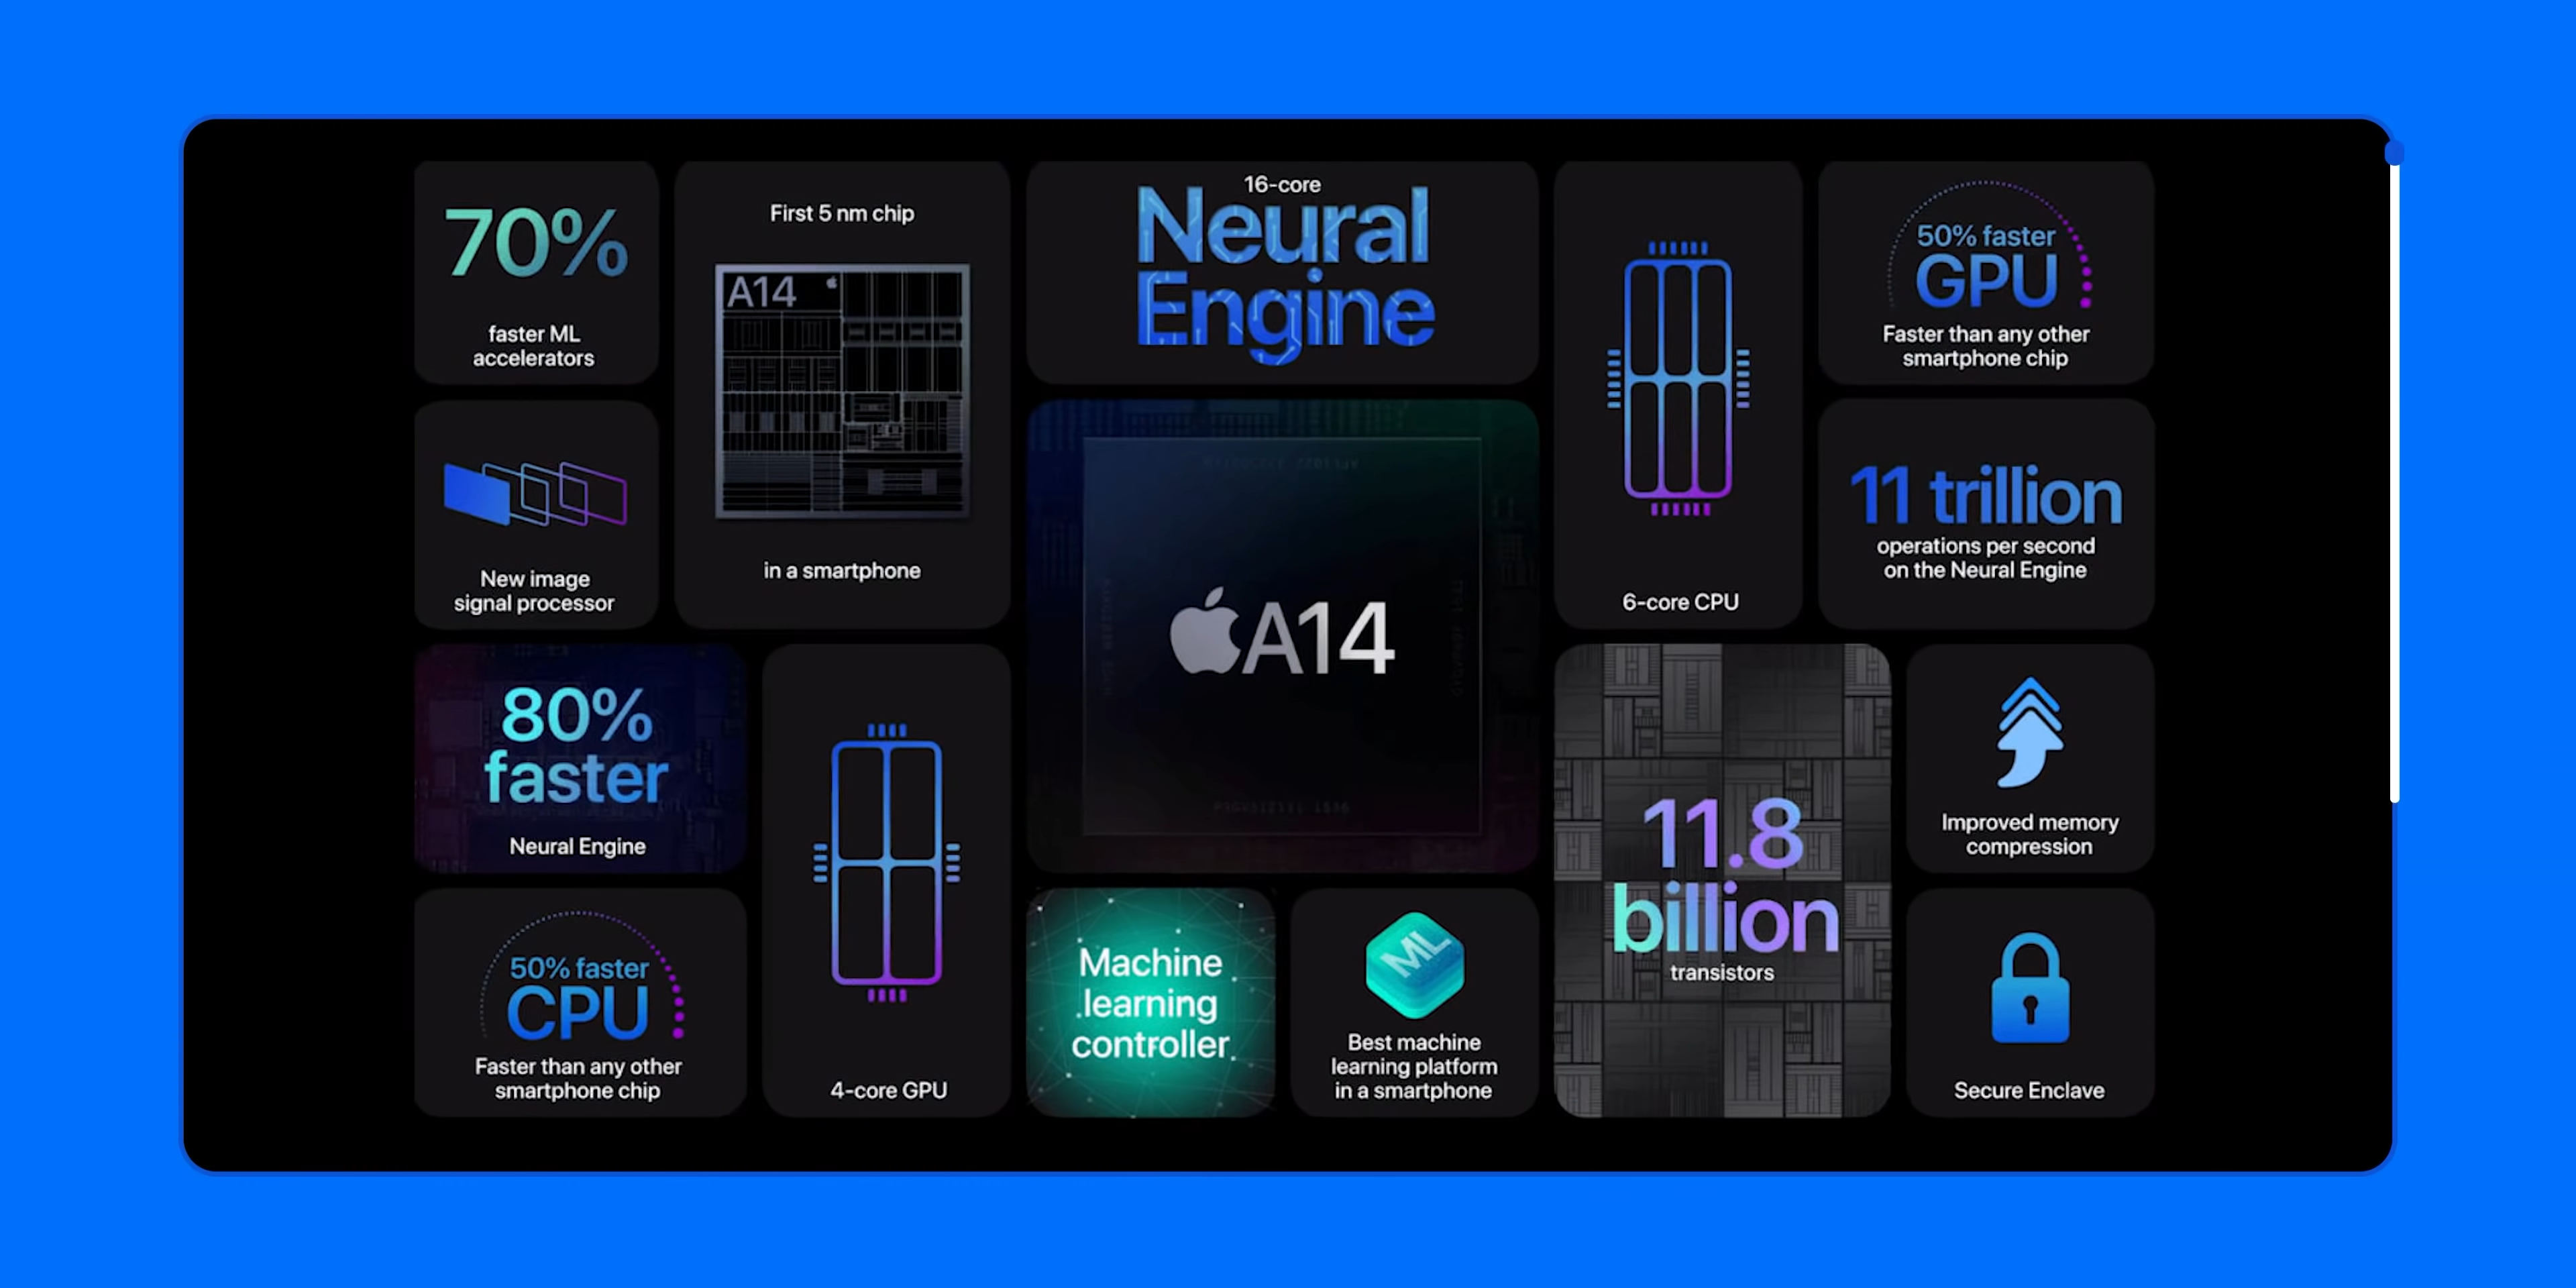 70%
faster ML
accelerators
First 5 nm chip
A14
in a smartphone
16-core
Neural
Engine
6-core CPU
50% faster
GPU
Faster than any other
smartphone chip
New image
signal processor
A14
11 trillion
operations per second
on the Neural Engine
80%
faster
Neural Engine
4-core GPU
11.8
billion
transistors
Improved memory
compression
50% faster
CPU
Faster than any other
smartphone chip
Machine
learning
controller
ML
Best machine
learning platform
in a smartphone
Secure Enclave